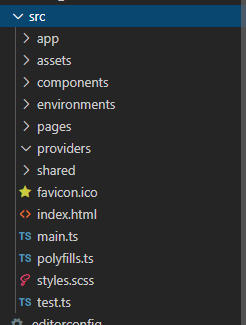 src
app
assets
components
environments
pages
providers
shared
favicon.ico
index.html
TS main.ts
TS polyfills.ts
styles.scss
TS test.ts
.editorconfig